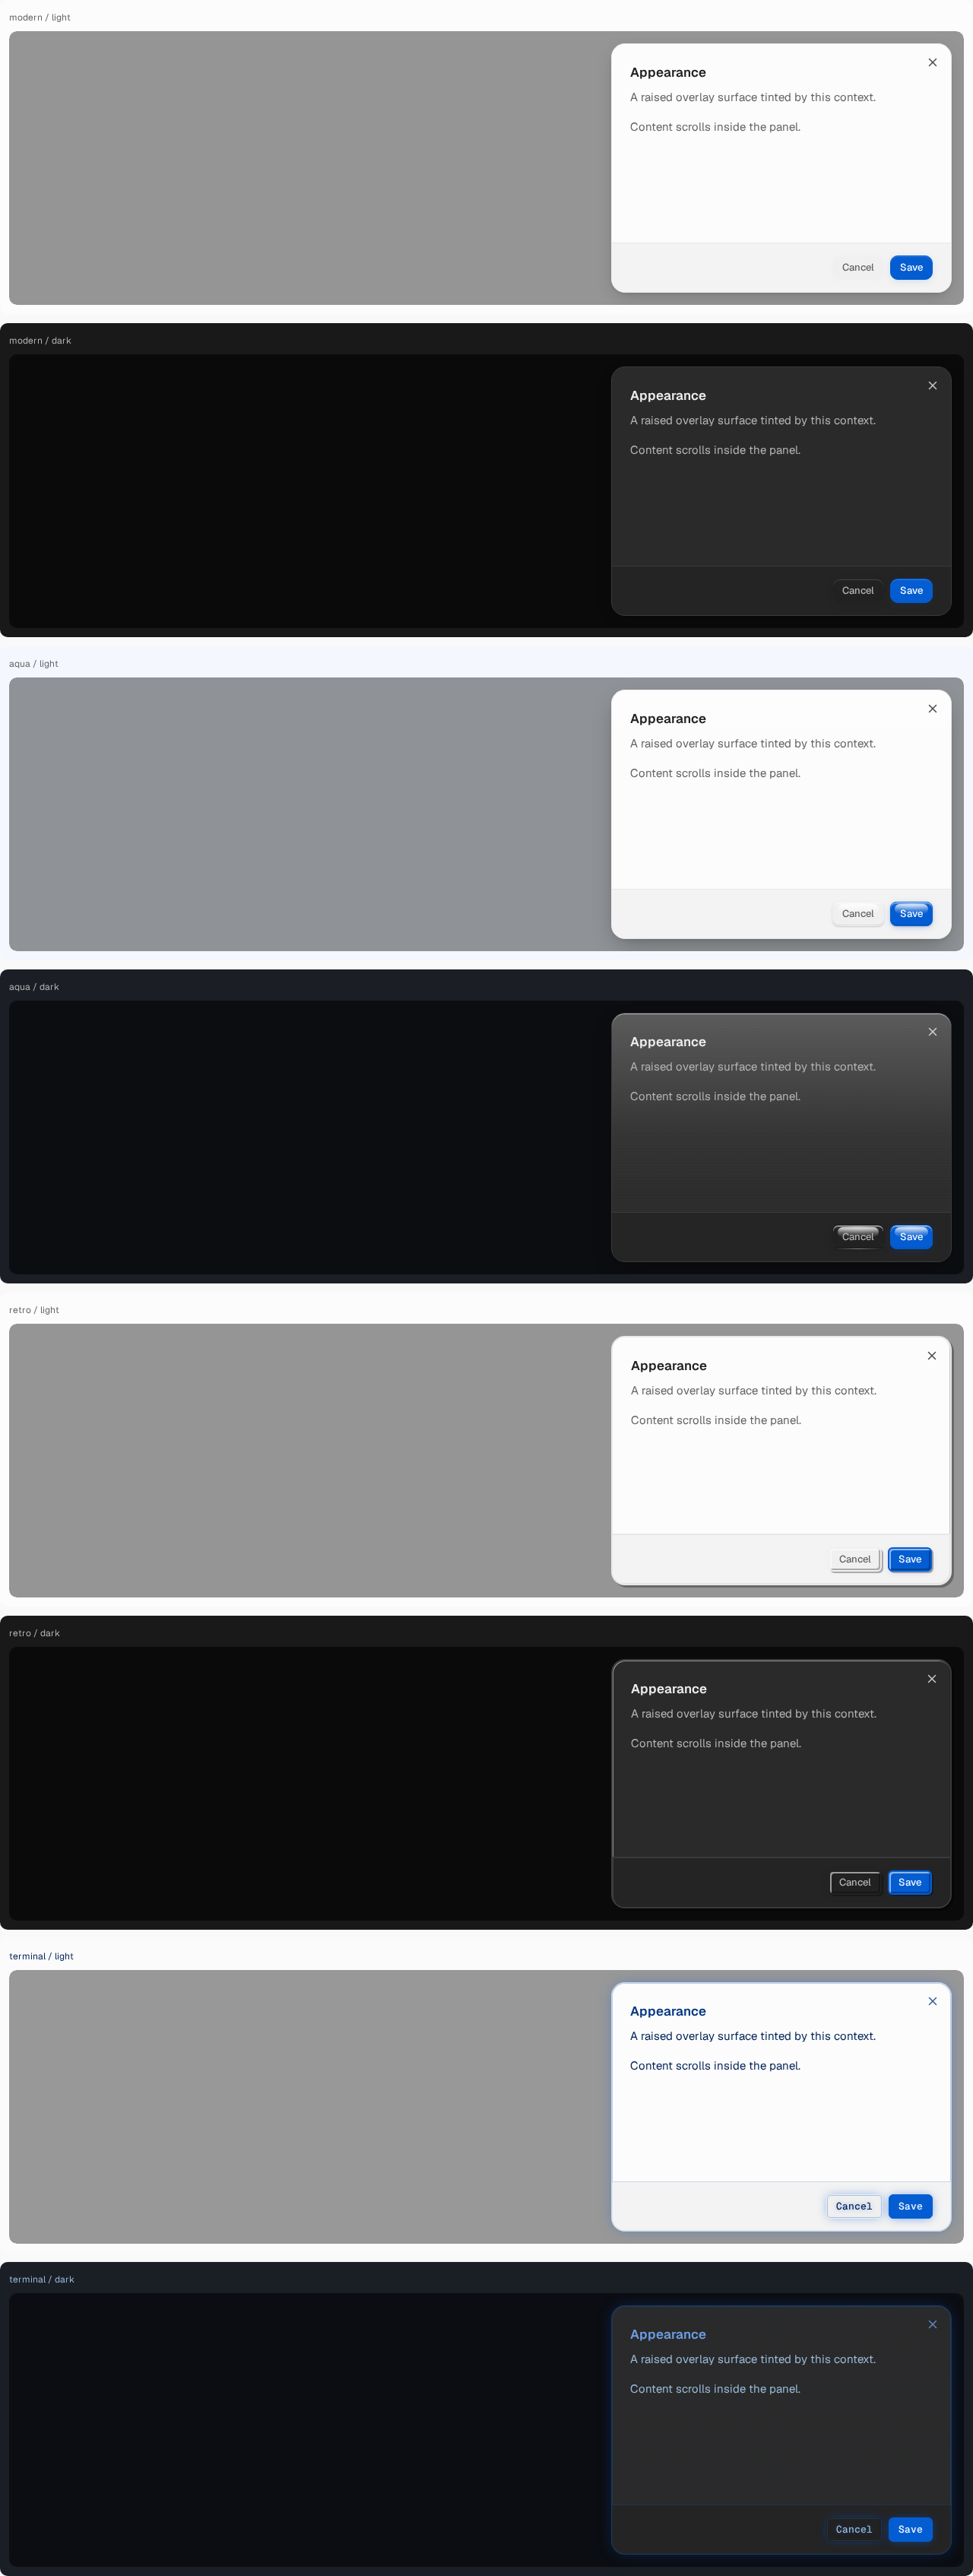 modern / light
Appearance
A raised overlay surface tinted by this context.
Content scrolls inside the panel.
Cancel Save
modern / dark
Appearance
A raised overlay surface tinted by this context.
Content scrolls inside the panel.
Cancel Save
aqua / light
Appearance
A raised overlay surface tinted by this context.
Content scrolls inside the panel.
Cancel Save
aqua / dark
Appearance
A raised overlay surface tinted by this context.
Content scrolls inside the panel.
Cancel Save
retro / light
Appearance
A raised overlay surface tinted by this context.
Content scrolls inside the panel.
Cancel Save
retro / dark
Appearance
A raised overlay surface tinted by this context.
Content scrolls inside the panel.
Cancel Save
terminal / light
Appearance
A raised overlay surface tinted by this context.
Content scrolls inside the panel.
Cancel Save
terminal / dark
Appearance
A raised overlay surface tinted by this context.
Content scrolls inside the panel.
Cancel Save